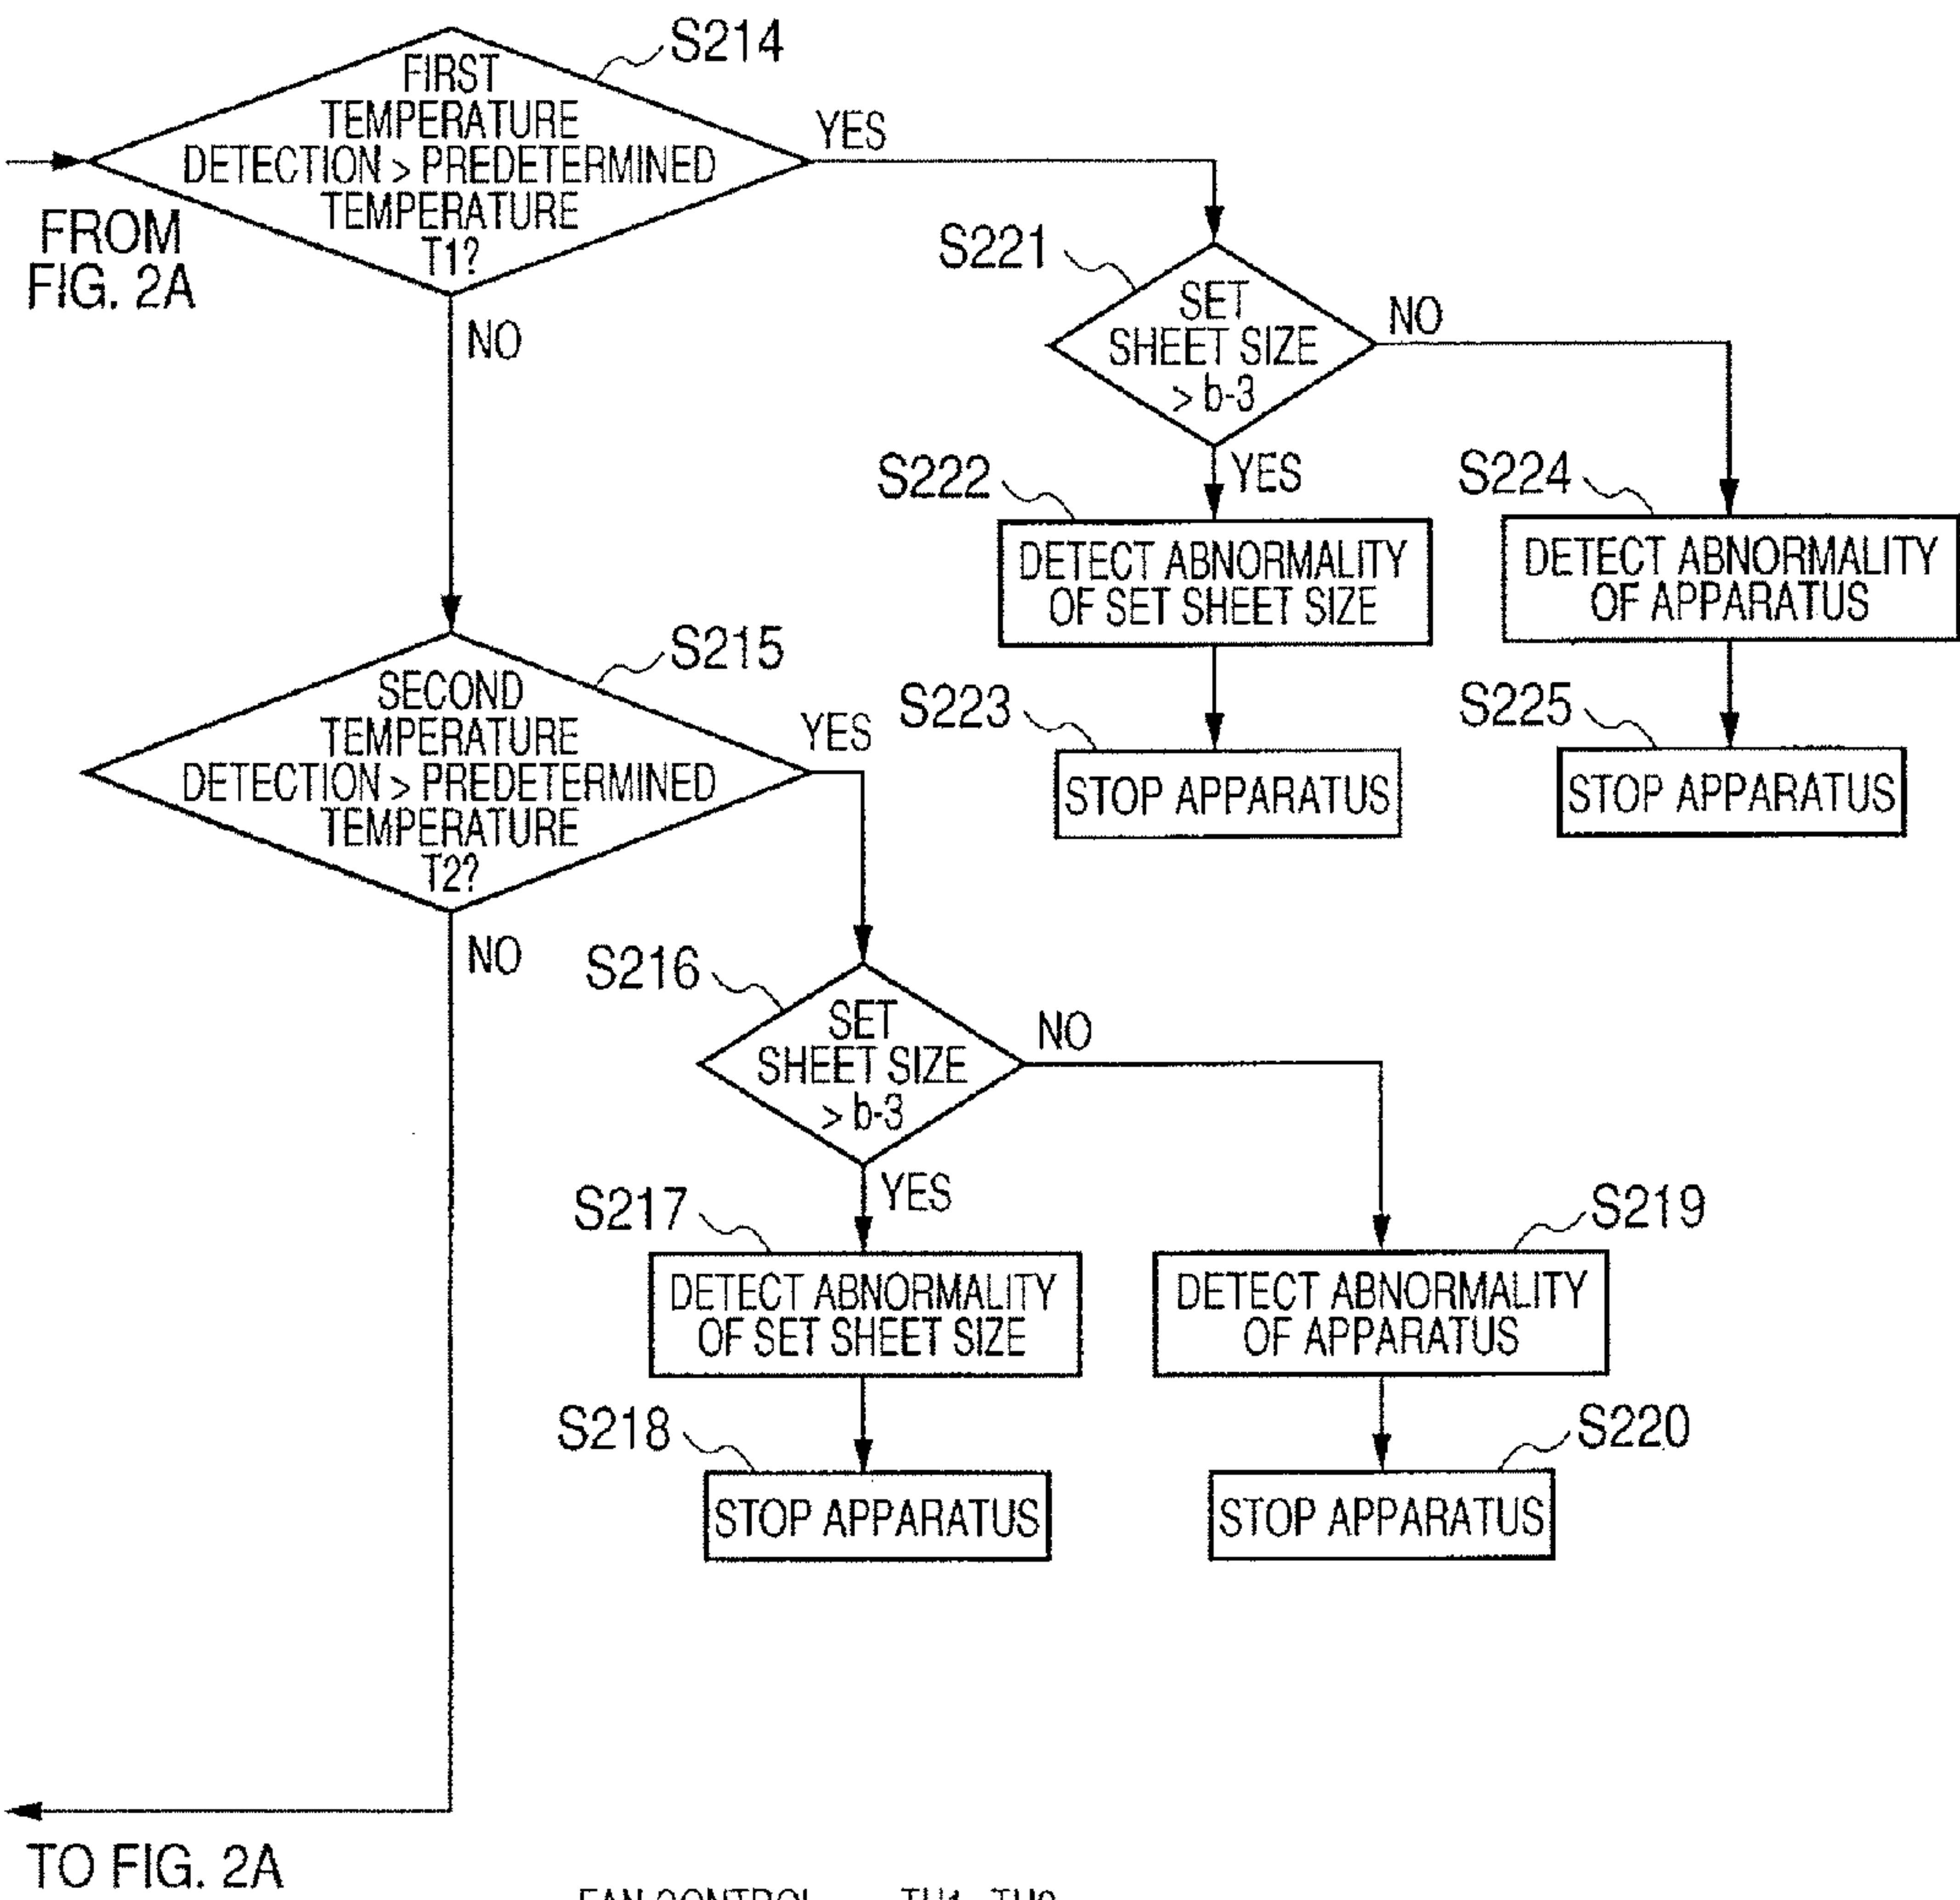 S214
FIRST
TEMPERATURE
DETECTION > PREDETERMINED
TEMPERATURE
T1?
YES
FROM
FIG. 2A
NO
S221
SET
SHEET SIZE
> b-3
NO
YES
S222
DETECT ABNORMALITY
OF SET SHEET SIZE
S224
DETECT ABNORMALITY
OF APPARATUS
S223
STOP APPARATUS
S225
STOP APPARATUS
S215
SECOND
TEMPERATURE
DETECTION > PREDETERMINED
TEMPERATURE
T2?
YES
NO
S216
SET
SHEET SIZE
> b-3
NO
YES
S217
DETECT ABNORMALITY
OF SET SHEET SIZE
S219
DETECT ABNORMALITY
OF APPARATUS
S218
STOP APPARATUS
S220
STOP APPARATUS
TO FIG. 2A
FAN CONTROL